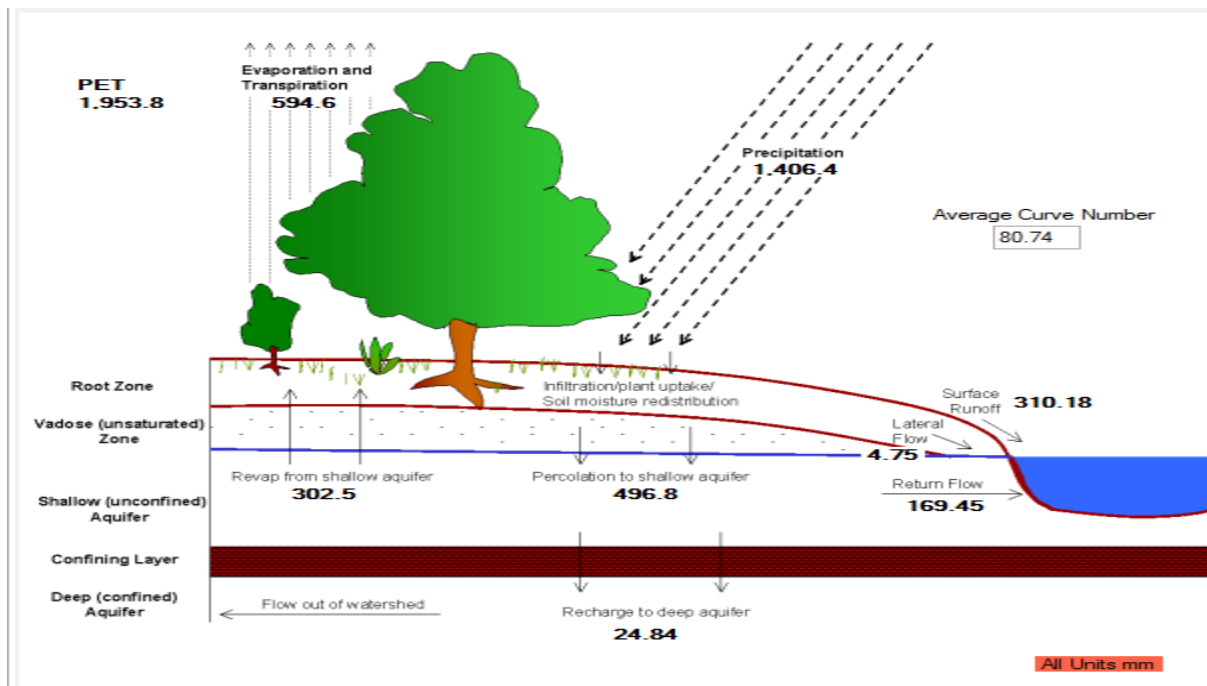 PET
1,953.8
Evaporation and
Transpiration
594.6
Precipitation
1,406.4
Average Curve Number
80.74
Root Zone
Infiltration/plant uptake/
Soil moisture redistribution
Surface
Runoff
310.18
Vadose (unsaturated)
Zone
Lateral
Flow
4.75
Revap from shallow aquifer
302.5
Percolation to shallow aquifer
496.8
Return Flow
169.45
Shallow (unconfined)
Aquifer
Confining Layer
Deep (confined)
Aquifer
Flow out of watershed
Recharge to deep aquifer
24.84
All Units mm